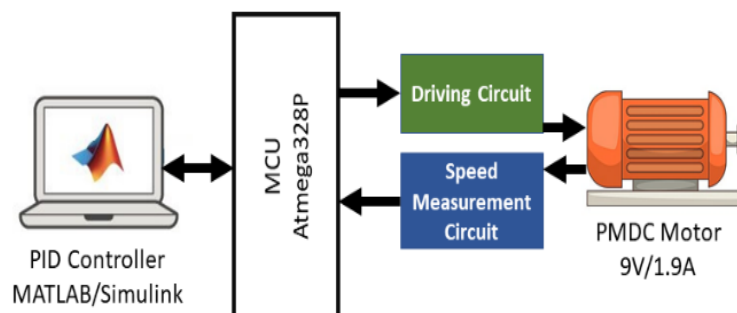 PID Controller
MATLAB/Simulink
MCU
Atmega328P
Driving Circuit
Speed
Measurement
Circuit
PMDC Motor
9V/1.9A